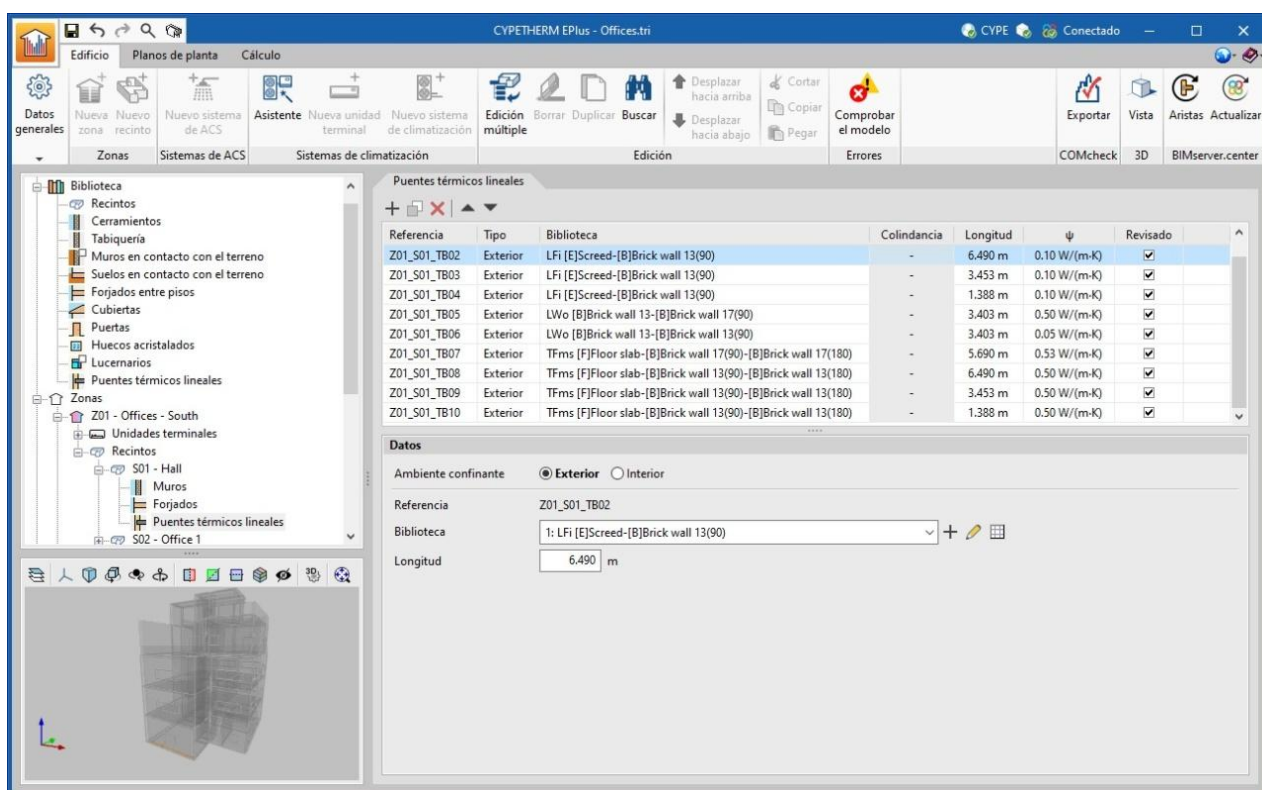 CYPETHERM EPlus - Offices.tri
CYPE
Conectado
Edificio
Planos de planta
Cálculo
Datos generales
Nueva zona
Nuevo recinto
Nuevo sistema de ACS
Asistente
Nueva unidad terminal
Nuevo sistema de climatización
Edición múltiple
Borrar
Duplicar
Buscar
Desplazar hacia arriba
Desplazar hacia abajo
Cortar
Copiar
Pegar
Comprobar el modelo
Exportar
Vista
Aristas
Actualizar
Zonas
Sistemas de ACS
Sistemas de climatización
Edición
Errores
COMcheck
3D
BIMserver.center
Biblioteca
Recintos
Cerramientos
Tabiquería
Muros en contacto con el terreno
Suelos en contacto con el terreno
Forjados entre pisos
Cubiertas
Puertas
Huecos acristalados
Lucernarios
Puentes térmicos lineales
Zonas
Z01 - Offices - South
Unidades terminales
Recintos
S01 - Hall
Muros
Forjados
Puentes térmicos lineales
S02 - Office 1
3D
Puentes térmicos lineales
Referencia Tipo Biblioteca Colindancia Longitud ψ Revisado
Z01_S01_TB02 Exterior LFi [E]Screed-[B]Brick wall 13(90) - 6.490 m 0.10 W/(m·K)
Z01_S01_TB03 Exterior LFi [E]Screed-[B]Brick wall 13(90) - 3.453 m 0.10 W/(m·K)
Z01_S01_TB04 Exterior LFi [E]Screed-[B]Brick wall 13(90) - 1.388 m 0.10 W/(m·K)
Z01_S01_TB05 Exterior LWo [B]Brick wall 13-[B]Brick wall 17(90) - 3.403 m 0.50 W/(m·K)
Z01_S01_TB06 Exterior LWo [B]Brick wall 13-[B]Brick wall 13(90) - 3.403 m 0.05 W/(m·K)
Z01_S01_TB07 Exterior TFms [F]Floor slab-[B]Brick wall 17(90)-[B]Brick wall 17(180) - 5.690 m 0.53 W/(m·K)
Z01_S01_TB08 Exterior TFms [F]Floor slab-[B]Brick wall 13(90)-[B]Brick wall 13(180) - 6.490 m 0.50 W/(m·K)
Z01_S01_TB09 Exterior TFms [F]Floor slab-[B]Brick wall 13(90)-[B]Brick wall 13(180) - 3.453 m 0.50 W/(m·K)
Z01_S01_TB10 Exterior TFms [F]Floor slab-[B]Brick wall 13(90)-[B]Brick wall 13(180) - 1.388 m 0.50 W/(m·K)
Datos
Ambiente confinante Exterior Interior
Referencia Z01_S01_TB02
Biblioteca 1: LFi [E]Screed-[B]Brick wall 13(90)
Longitud 6.490 m